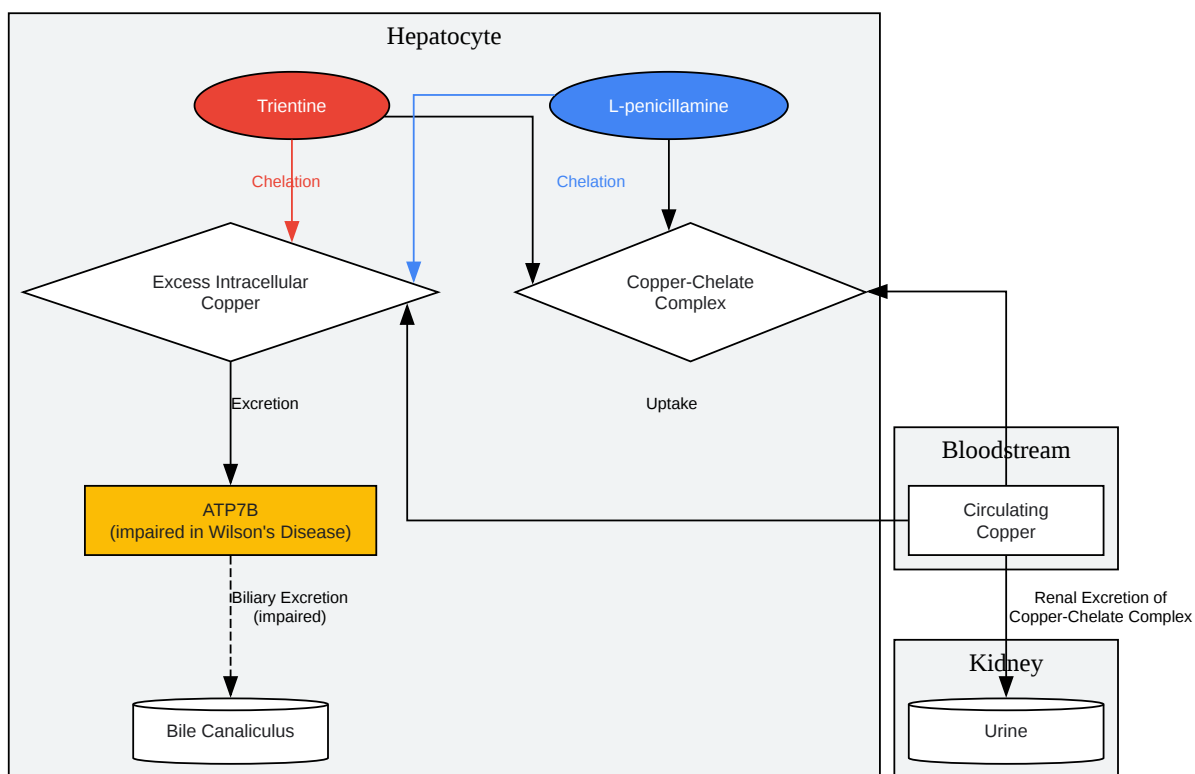 Hepatocyte
Trientine
L-penicillamine
Chelation
Chelation
Excess Intracellular
Copper
Copper-Chelate
Complex
Excretion
Uptake
Bloodstream
ATP7B
(impaired in Wilson's Disease)
Circulating
Copper
Biliary Excretion
(impaired)
Renal Excretion of
Copper-Chelate Complex
Kidney
Bile Canaliculus
Urine